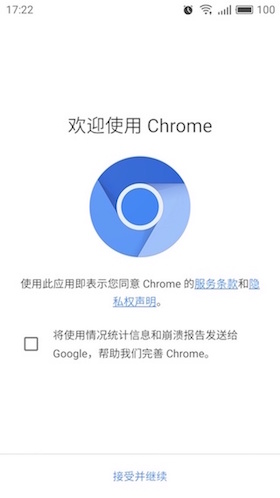 17:22
100
欢迎使用 Chrome
使用此应用即表示您同意 Chrome 的服务条款和隐
私权声明。
将使用情况统计信息和崩溃报告发送给
Google，帮助我们完善 Chrome。
接受并继续